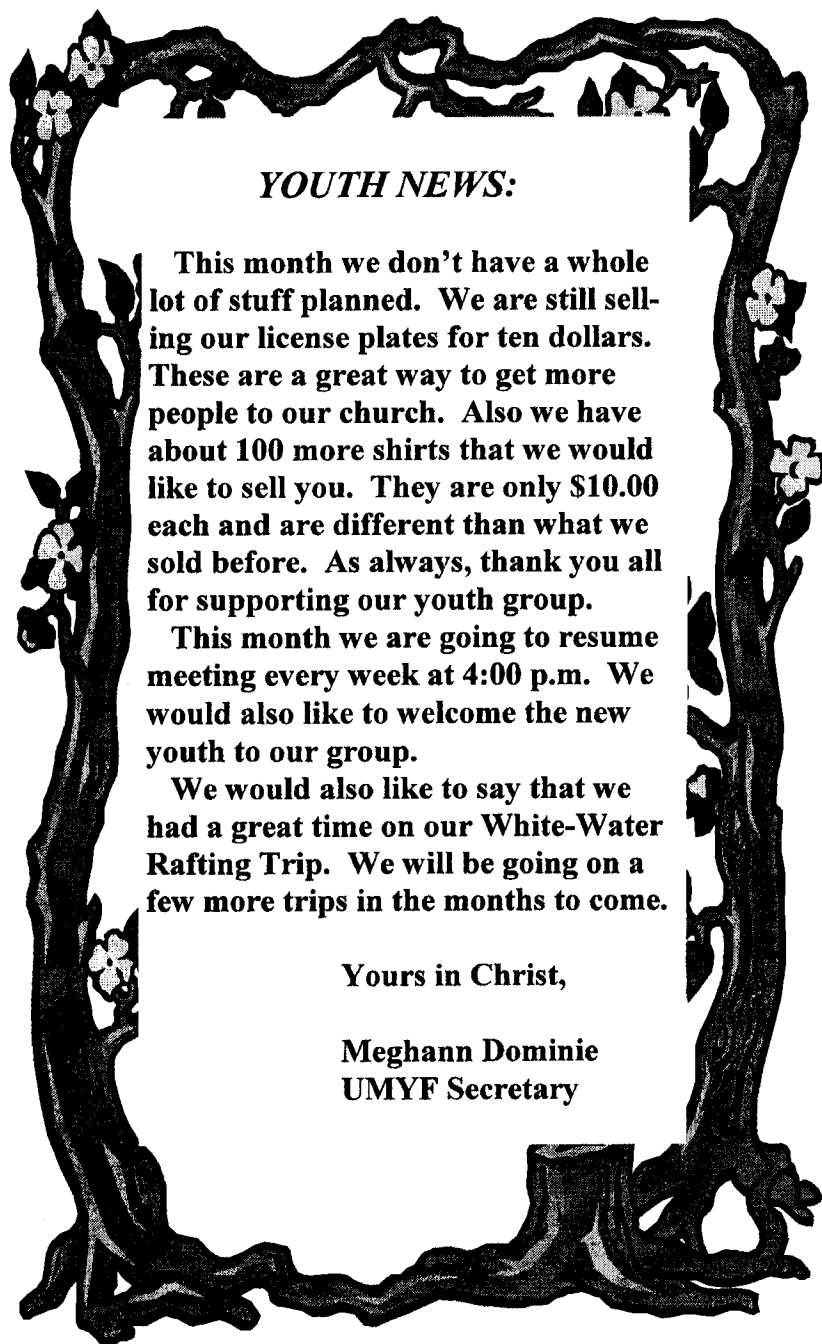 YOUTH NEWS:
This month we don't have a whole
lot of stuff planned.  We are still sell-
ing our license plates for ten dollars.
These are a great way to get more
people to our church.  Also we have
about 100 more shirts that we would
like to sell you.  They are only $10.00
each and are different than what we
sold before.  As always, thank you all
for supporting our youth group.
This month we are going to resume
meeting every week at 4:00 p.m.  We
would also like to welcome the new
youth to our group.
We would also like to say that we
had a great time on our White-Water
Rafting Trip.  We will be going on a
few more trips in the months to come.
Yours in Christ,
Meghann Dominie
UMYF Secretary